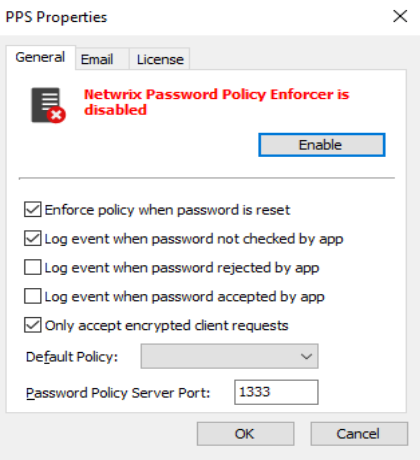 PPS Properties
General Email License
Netwrix Password Policy Enforcer is
disabled
Enable
Enforce policy when password is reset
Log event when password not checked by app
Log event when password rejected by app
Log event when password accepted by app
Only accept encrypted client requests
Default Policy:
Password Policy Server Port: 1333
OK Cancel